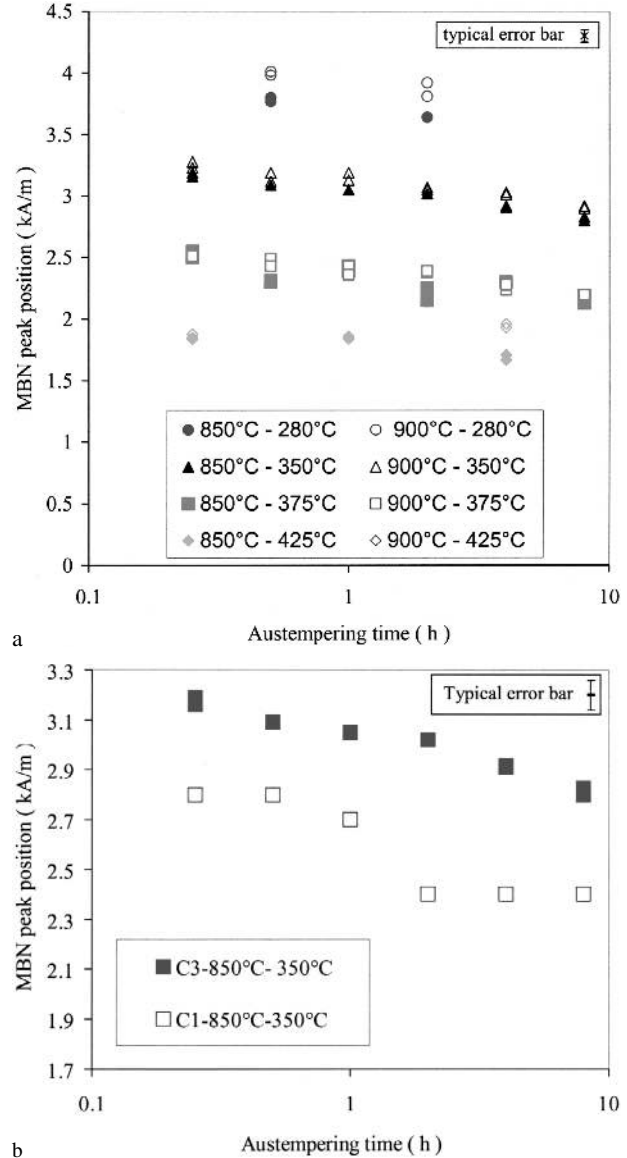 typical error bar
4.5
4
3.5
3
2.5
2
1.5
1
0.5
0
MBN peak position ( kA/m )
850°C - 280°C
900°C - 280°C
850°C - 350°C
900°C - 350°C
850°C - 375°C
900°C - 375°C
850°C - 425°C
900°C - 425°C
0.1
1
10
Austempering time ( h )
a
Typical error bar
3.3
3.1
2.9
2.7
2.5
2.3
2.1
1.9
1.7
MBN peak position ( kA/m )
C3-850°C- 350°C
C1-850°C-350°C
0.1
1
10
Austempering time ( h )
b